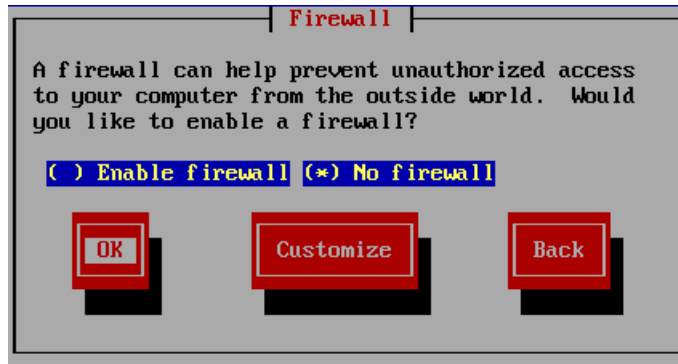 Firewall
A firewall can help prevent unauthorized access
to your computer from the outside world.  Would
you like to enable a firewall?
( ) Enable firewall (*) No firewall
OK Customize Back